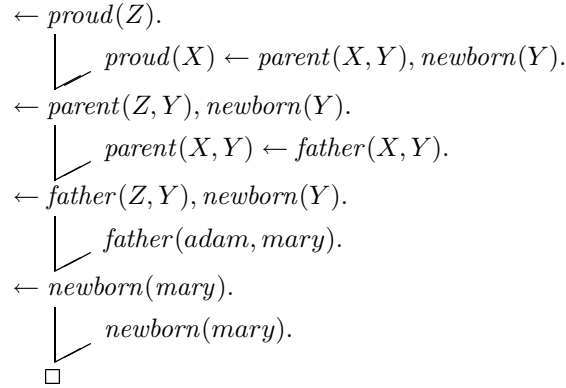 ← proud(Z).
proud(X) ← parent(X, Y), newborn(Y).
← parent(Z, Y), newborn(Y).
parent(X, Y) ← father(X, Y).
← father(Z, Y), newborn(Y).
father(adam, mary).
← newborn(mary).
newborn(mary).
□